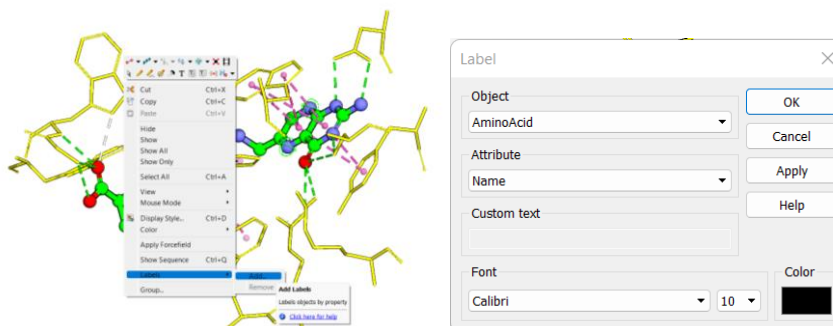 Cut Ctrl+X
Copy Ctrl+C
Paste Ctrl+V
Hide
Show
Show All
Show Only
Select All Ctrl+A
View
Mouse Mode
Display Style... Ctrl+D
Color
Apply Forcefield
Show Sequence Ctrl+Q
Labels
Group...
Add...
Remove
Add Labels
Labels objects by property
Click here for help
Label
Object
AminoAcid
Attribute
Name
Custom text
Font
Calibri
10
Color
OK
Cancel
Apply
Help